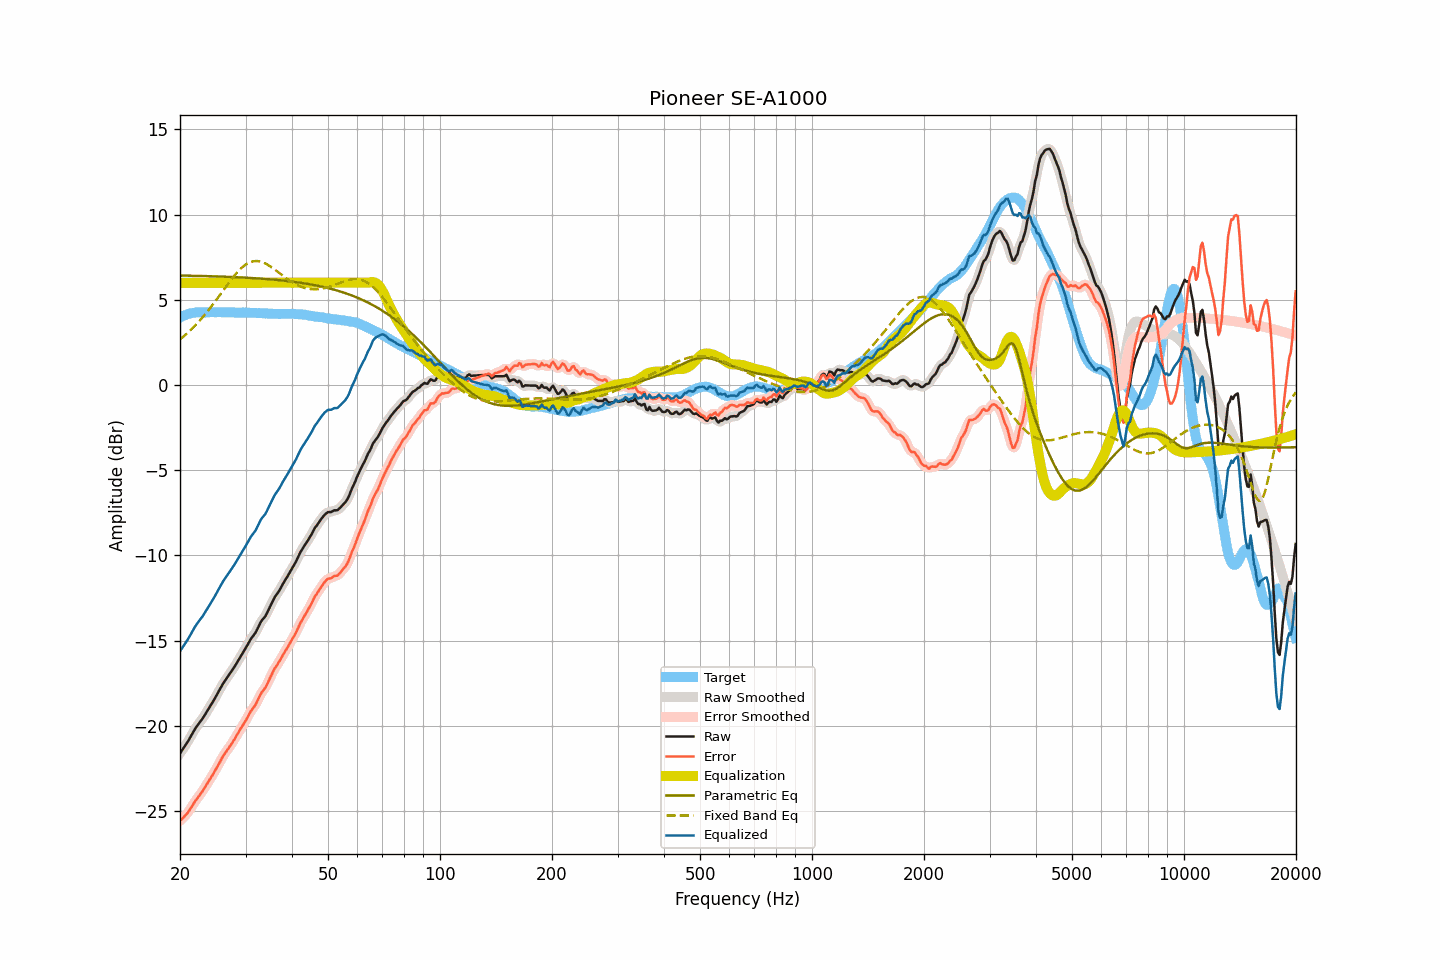 Pioneer SE-A1000
15
10
5
0
−5
−10
−15
−20
−25
Amplitude (dBr)
Target
Raw Smoothed
Error Smoothed
Raw
Error
Equalization
Parametric Eq
Fixed Band Eq
Equalized
20 50 100 200 500 1000 2000 5000 10000 20000
Frequency (Hz)